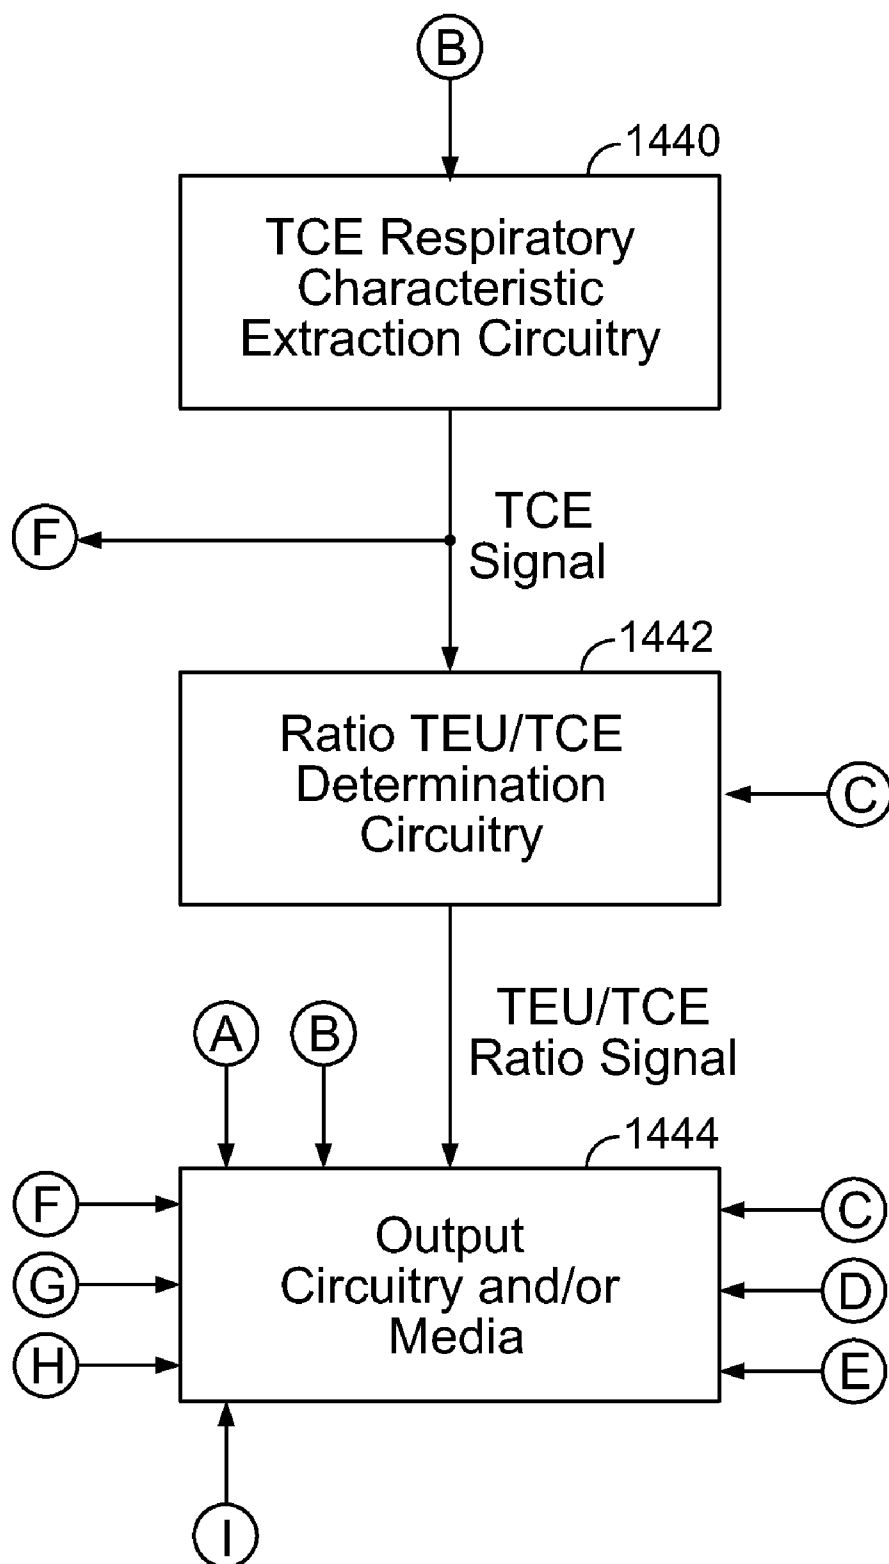 B
1440
TCE Respiratory
Characteristic
Extraction Circuitry
TCE
Signal
F
1442
Ratio TEU/TCE
Determination
Circuitry
C
TEU/TCE
Ratio Signal
A
B
1444
Output
Circuitry and/or
Media
F
G
H
C
D
E
I